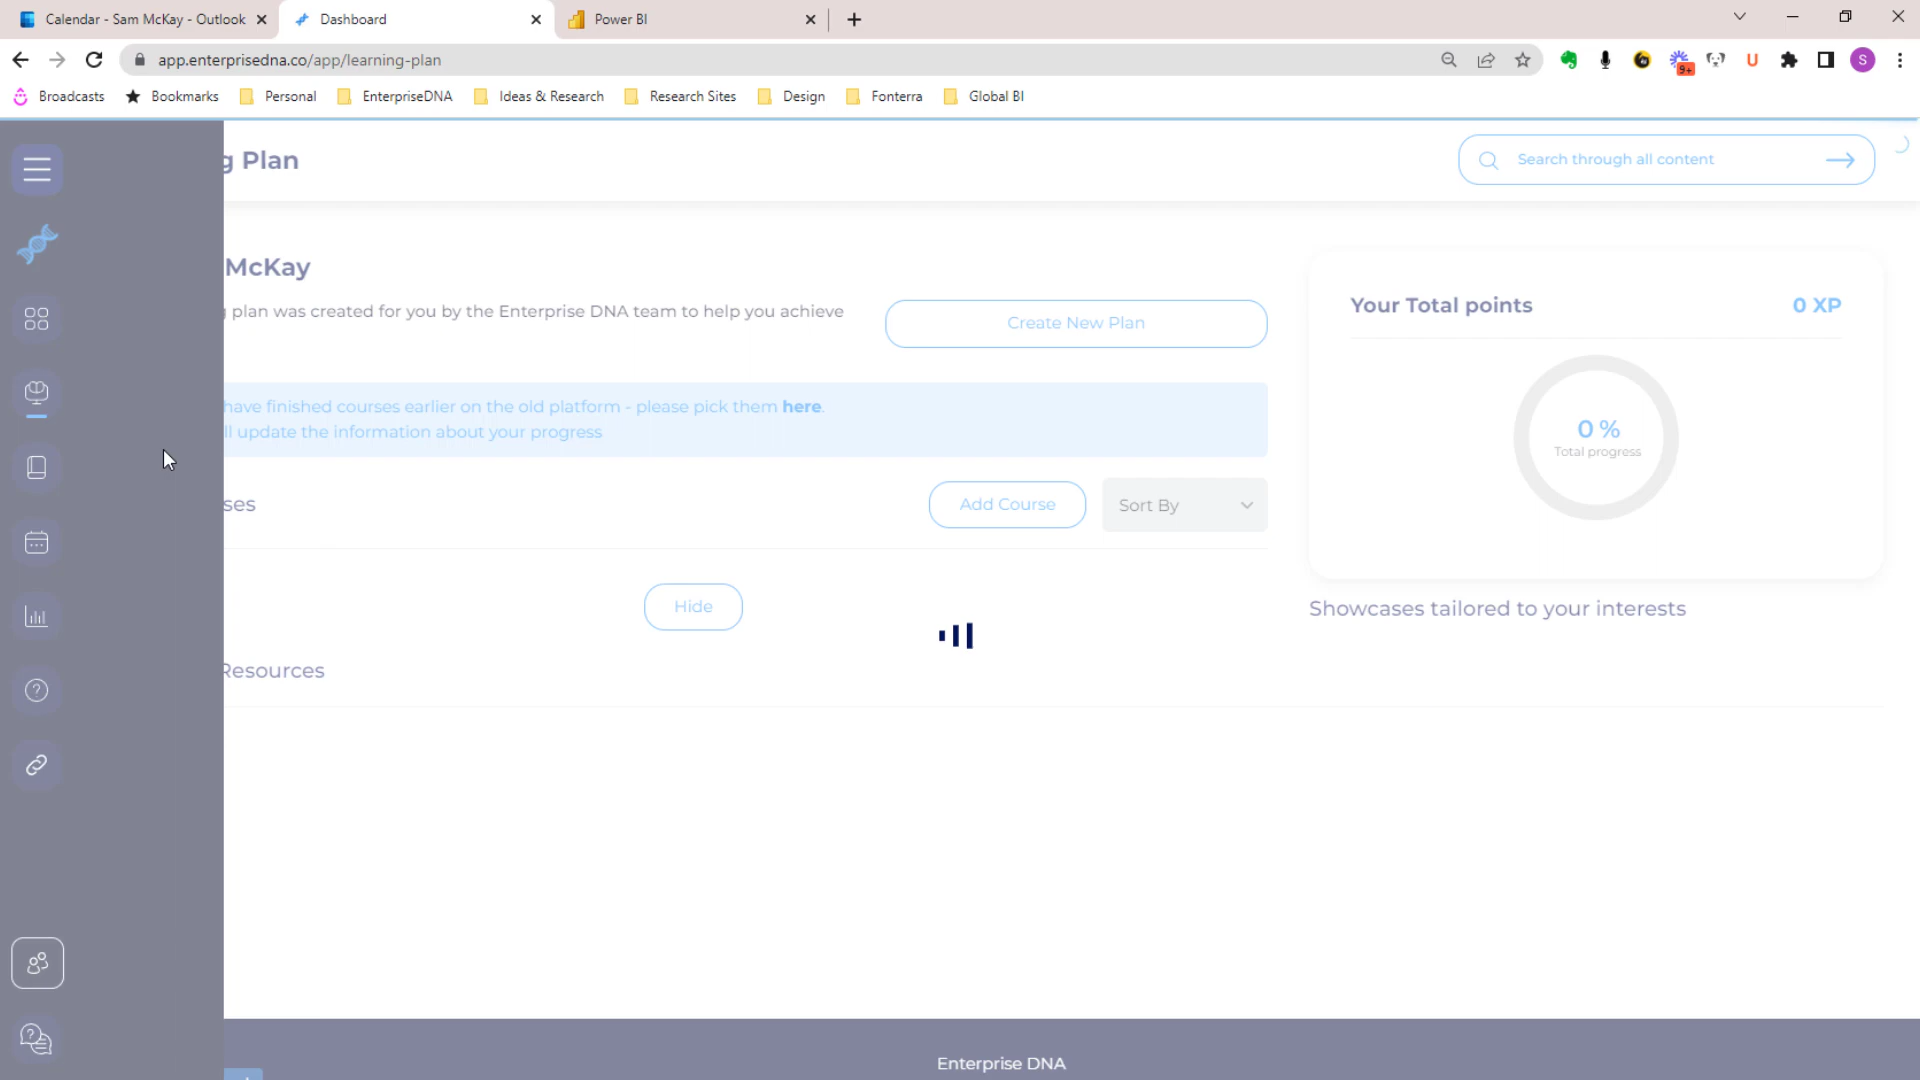 Calendar - Sam McKay - Outlook
Dashboard
Power BI
app.enterprisedna.co/app/learning-plan
9+
U
S
Broadcasts
Bookmarks
Personal
EnterpriseDNA
Ideas & Research
Research Sites
Design
Fonterra
Global BI
g Plan
Search through all content
McKay
plan was created for you by the Enterprise DNA team to help you achieve
Create New Plan
Your Total points
0 XP
have finished courses earlier on the old platform - please pick them here.
ll update the information about your progress
0 %
Total progress
ses
Add Course
Sort By
Hide
Showcases tailored to your interests
Resources
Enterprise DNA